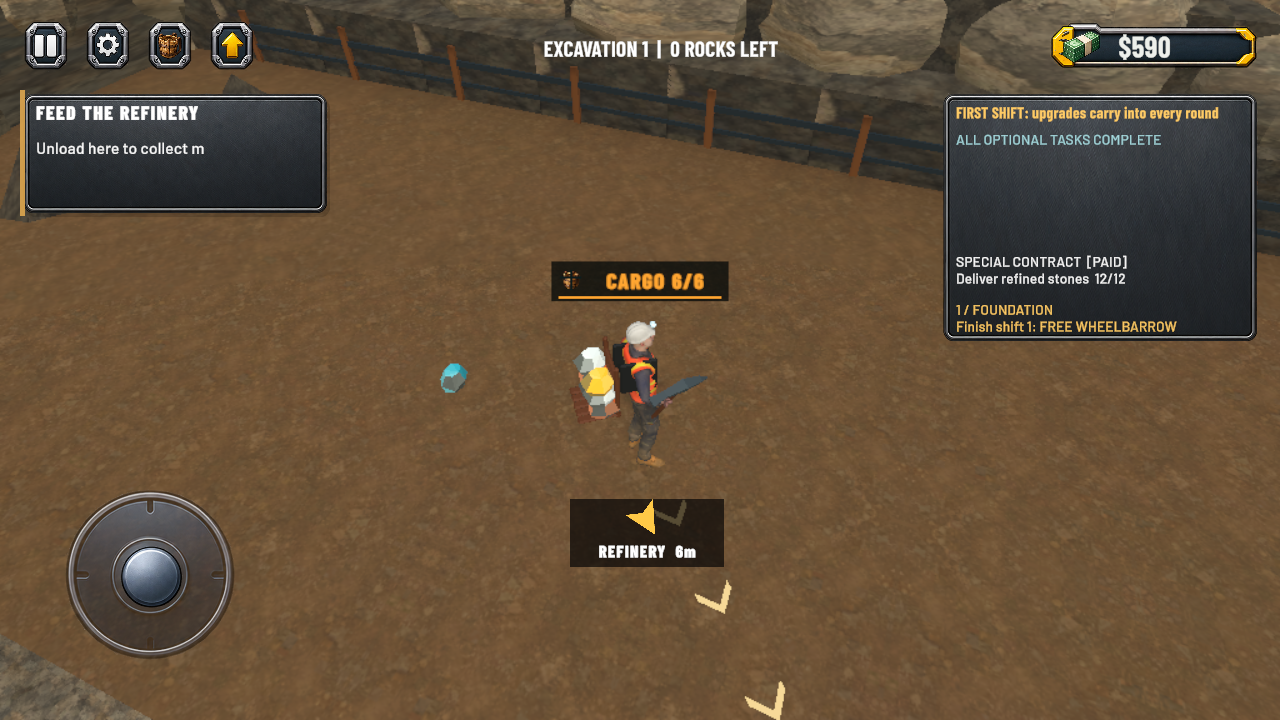 EXCAVATION 1 | 0 ROCKS LEFT
$590
FEED THE REFINERY
Unload here to collect m
FIRST SHIFT: upgrades carry into every round
ALL OPTIONAL TASKS COMPLETE
SPECIAL CONTRACT [PAID]
Deliver refined stones 12/12
1 / FOUNDATION
Finish shift 1: FREE WHEELBARROW
CARGO 6/6
REFINERY 6m